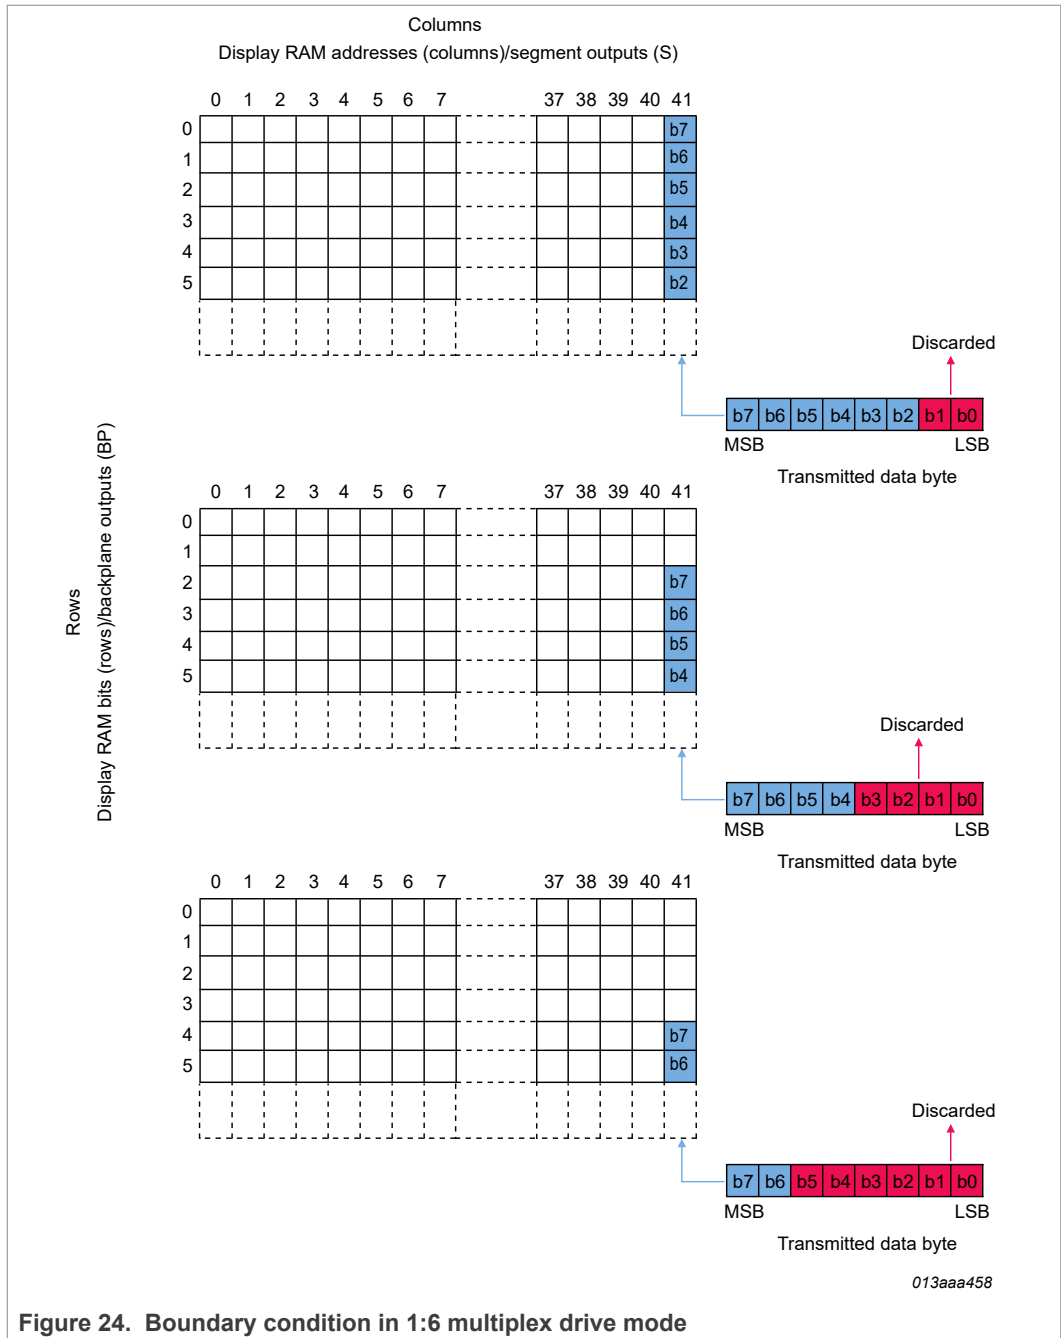 Columns
Display RAM addresses (columns)/segment outputs (S)
0 1 2 3 4 5 6 7 37 38 39 40 41
0 b7
1 b6
2 b5
3 b4
4 b3
5 b2
Discarded
b7 b6 b5 b4 b3 b2 b1 b0
MSB LSB
Transmitted data byte
Rows
Display RAM bits (rows)/backplane outputs (BP)
0 1 2 3 4 5 6 7 37 38 39 40 41
0
1
2 b7
3 b6
4 b5
5 b4
Discarded
b7 b6 b5 b4 b3 b2 b1 b0
MSB LSB
Transmitted data byte
0 1 2 3 4 5 6 7 37 38 39 40 41
0
1
2
3
4 b7
5 b6
Discarded
b7 b6 b5 b4 b3 b2 b1 b0
MSB LSB
Transmitted data byte
013aaa458
Figure 24. Boundary condition in 1:6 multiplex drive mode